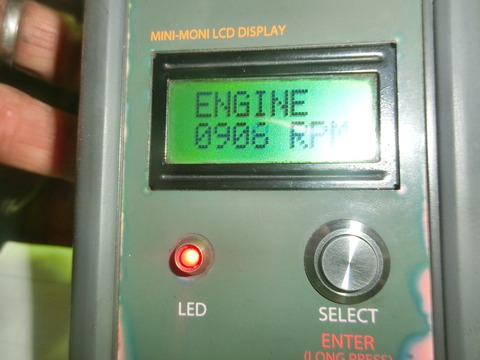 MINI-MONI LCD DISPLAY
ENGINE
0906 RPM
LED
SELECT
ENTER
(LONG PRESS)